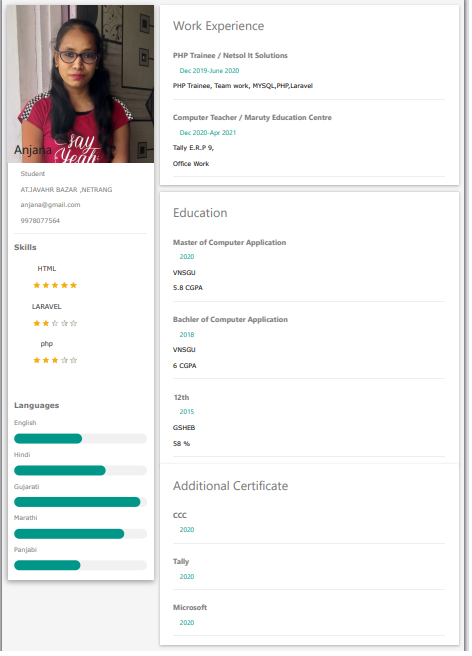 say
Yeah
Anjana
Student
AT.JAVAHR BAZAR ,NETRANG
anjana@gmail.com
9978077564
Skills
HTML
LARAVEL
php
Languages
English
Hindi
Gujarati
Marathi
Panjabi
Work Experience
PHP Trainee / Netsol It Solutions
Dec 2019-June 2020
PHP Trainee, Team work, MYSQL,PHP,Laravel
Computer Teacher / Maruty Education Centre
Dec 2020-Apr 2021
Tally E.R.P 9,
Office Work
Education
Master of Computer Application
2020
VNSGU
5.8 CGPA
Bachler of Computer Application
2018
VNSGU
6 CGPA
12th
2015
GSHEB
58 %
Additional Certificate
CCC
2020
Tally
2020
Microsoft
2020